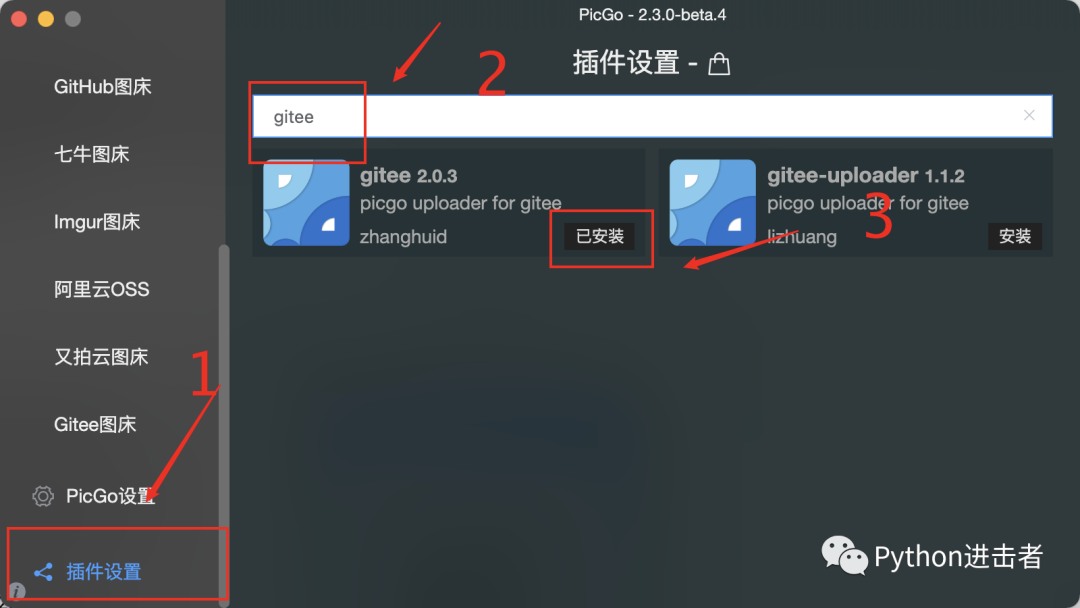 PicGo - 2.3.0-beta.4
插件设置 -
GitHub图床
七牛图床
Imgur图床
阿里云OSS
又拍云图床
Gitee图床
PicGo设置
插件设置
1
2
gitee
gitee 2.0.3
picgo uploader for gitee
zhanghuid
已安装
gitee-uploader 1.1.2
picgo uploader for gitee
lizhuang
安装
3
Python进击者